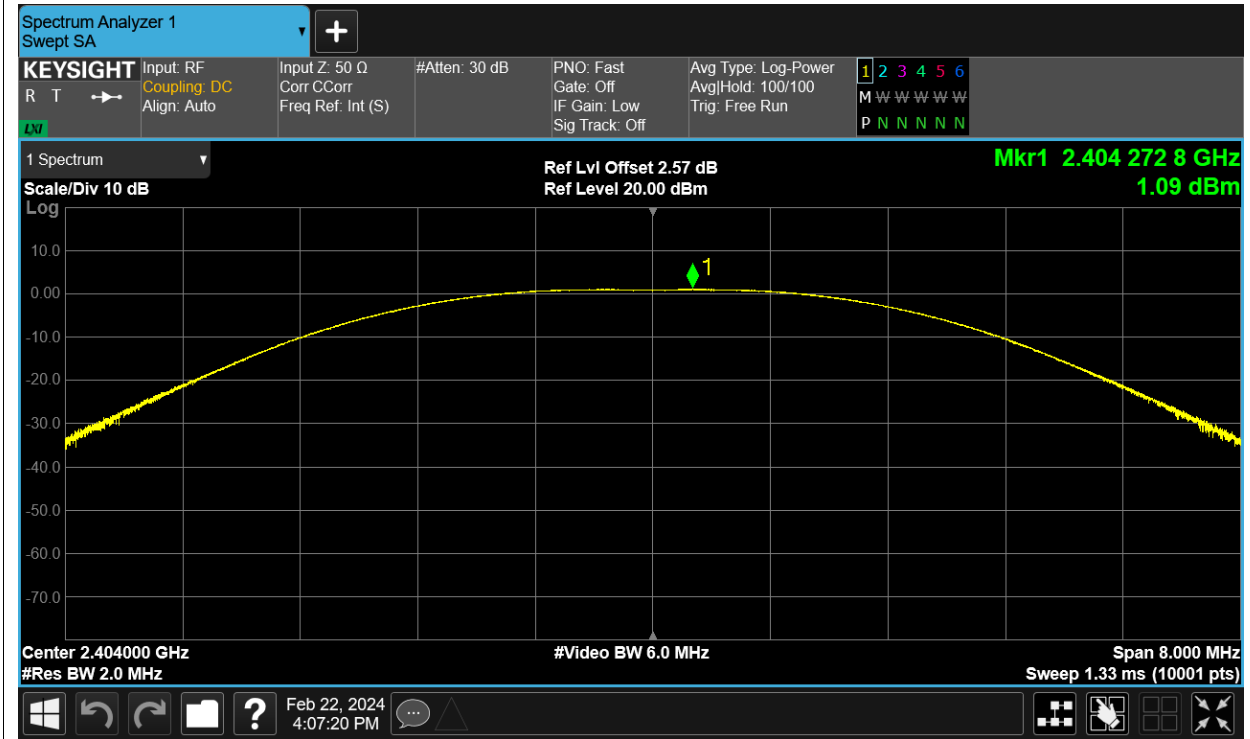 Spectrum Analyzer 1
Swept SA
KEYSIGHT
R T
LXI
Input: RF
Coupling: DC
Align: Auto
Input Z: 50 Ω
Corr CCorr
Freq Ref: Int (S)
#Atten: 30 dB
PNO: Fast
Gate: Off
IF Gain: Low
Sig Track: Off
Avg Type: Log-Power
Avg|Hold: 100/100
Trig: Free Run
1 2 3 4 5 6
M W W W W W
P N N N N N
1 Spectrum
Scale/Div 10 dB
Log
Ref Lvl Offset 2.57 dB
Ref Level 20.00 dBm
Mkr1 2.404 272 8 GHz
1.09 dBm
1
10.0
0.00
-10.0
-20.0
-30.0
-40.0
-50.0
-60.0
-70.0
Center 2.404000 GHz
#Res BW 2.0 MHz
#Video BW 6.0 MHz
Span 8.000 MHz
Sweep 1.33 ms (10001 pts)
?
Feb 22, 2024
4:07:20 PM